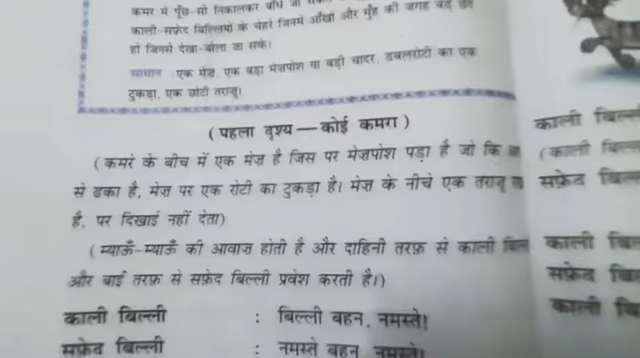 कमर में पूँछ-सी निकालकर बाँध
काली-सफ़ेद बिल्लियों के चेहरे जिनमें आँखों और मुँह की जगह बड़े छेद
हों जिनसे देखा-बोला जा सके।
सामान : एक मेज़, एक बड़ा मेज़पोश या बड़ी चादर, डबलरोटी का एक
टुकड़ा, एक छोटी तराज़ू।
( पहला दृश्य — कोई कमरा )
( कमरे के बीच में एक मेज़ है जिस पर मेज़पोश पड़ा है जो कि
से ढका है, मेज़ पर एक रोटी का टुकड़ा है। मेज़ के नीचे एक तराज़ू
है, पर दिखाई नहीं देता)
( म्याऊँ-म्याऊँ की आवाज़ होती है और दाहिनी तरफ़ से काली
और बाईं तरफ़ से सफ़ेद बिल्ली प्रवेश करती है।)
काली बिल्ली : बिल्ली बहन, नमस्ते!
सफ़ेद बिल्ली : नमस्ते बहन, नमस्ते!
काली
(काली
सफ़ेद
काली
सफ़ेद
काली